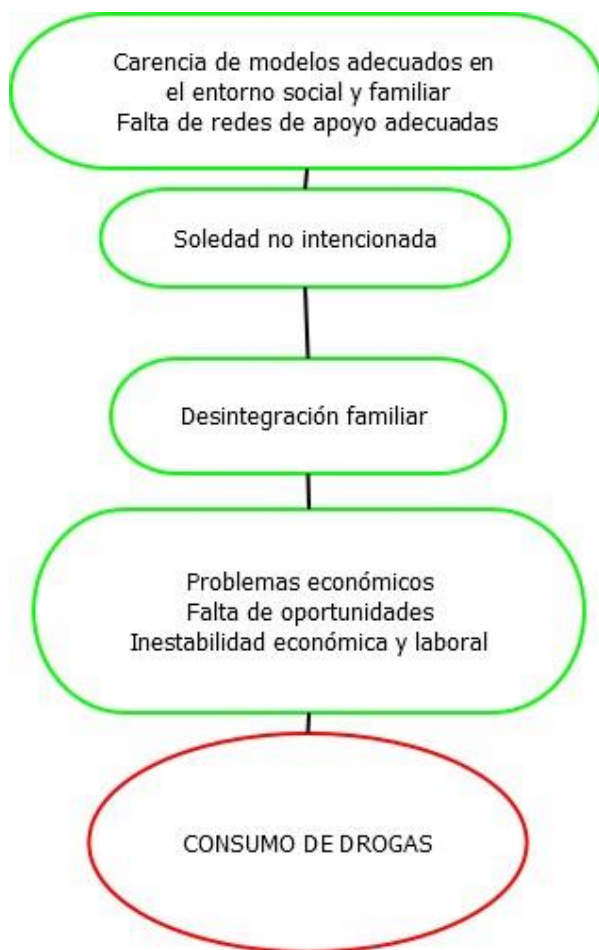 Carencia de modelos adecuados en
el entorno social y familiar
Falta de redes de apoyo adecuadas
Soledad no intencionada
Desintegración familiar
Problemas económicos
Falta de oportunidades
Inestabilidad económica y laboral
CONSUMO DE DROGAS